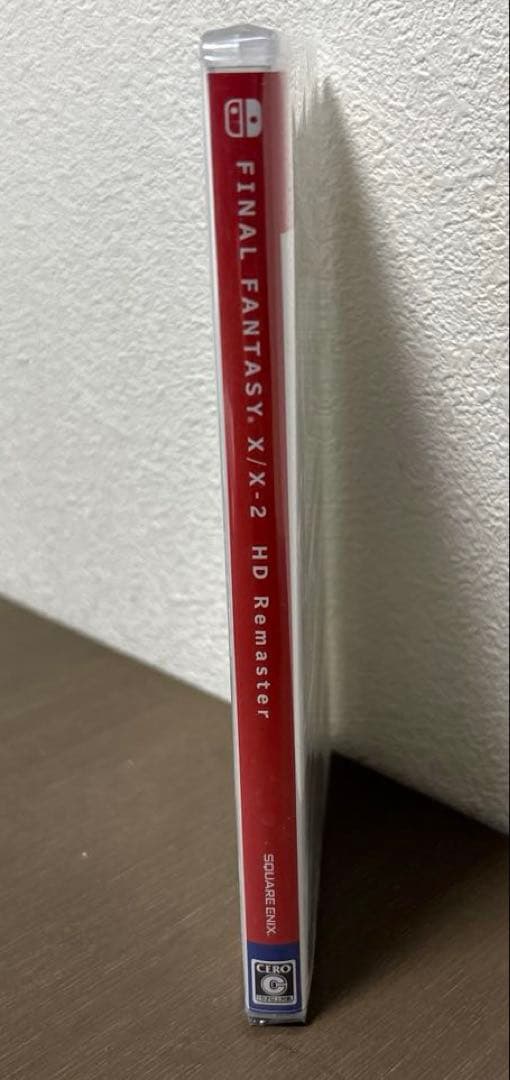 FINAL FANTASY® X/X-2 HD Remaster
SQUARE ENIX®
CERO
C